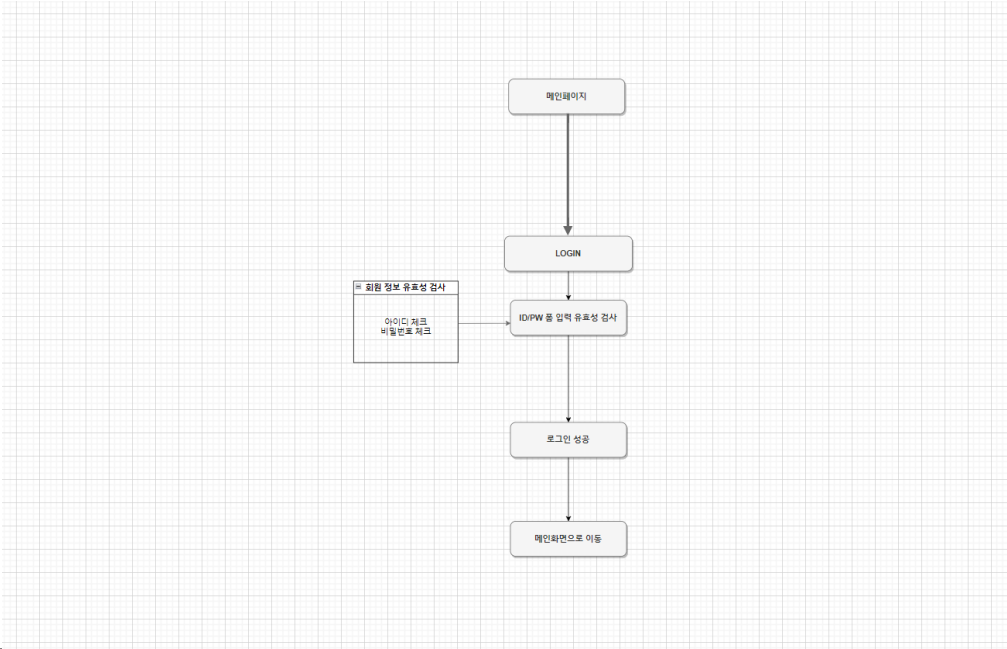 메인페이지
LOGIN
회원 정보 유효성 검사
아이디 체크
비밀번호 체크
ID/PW 폼 입력 유효성 검사
로그인 성공
메인화면으로 이동